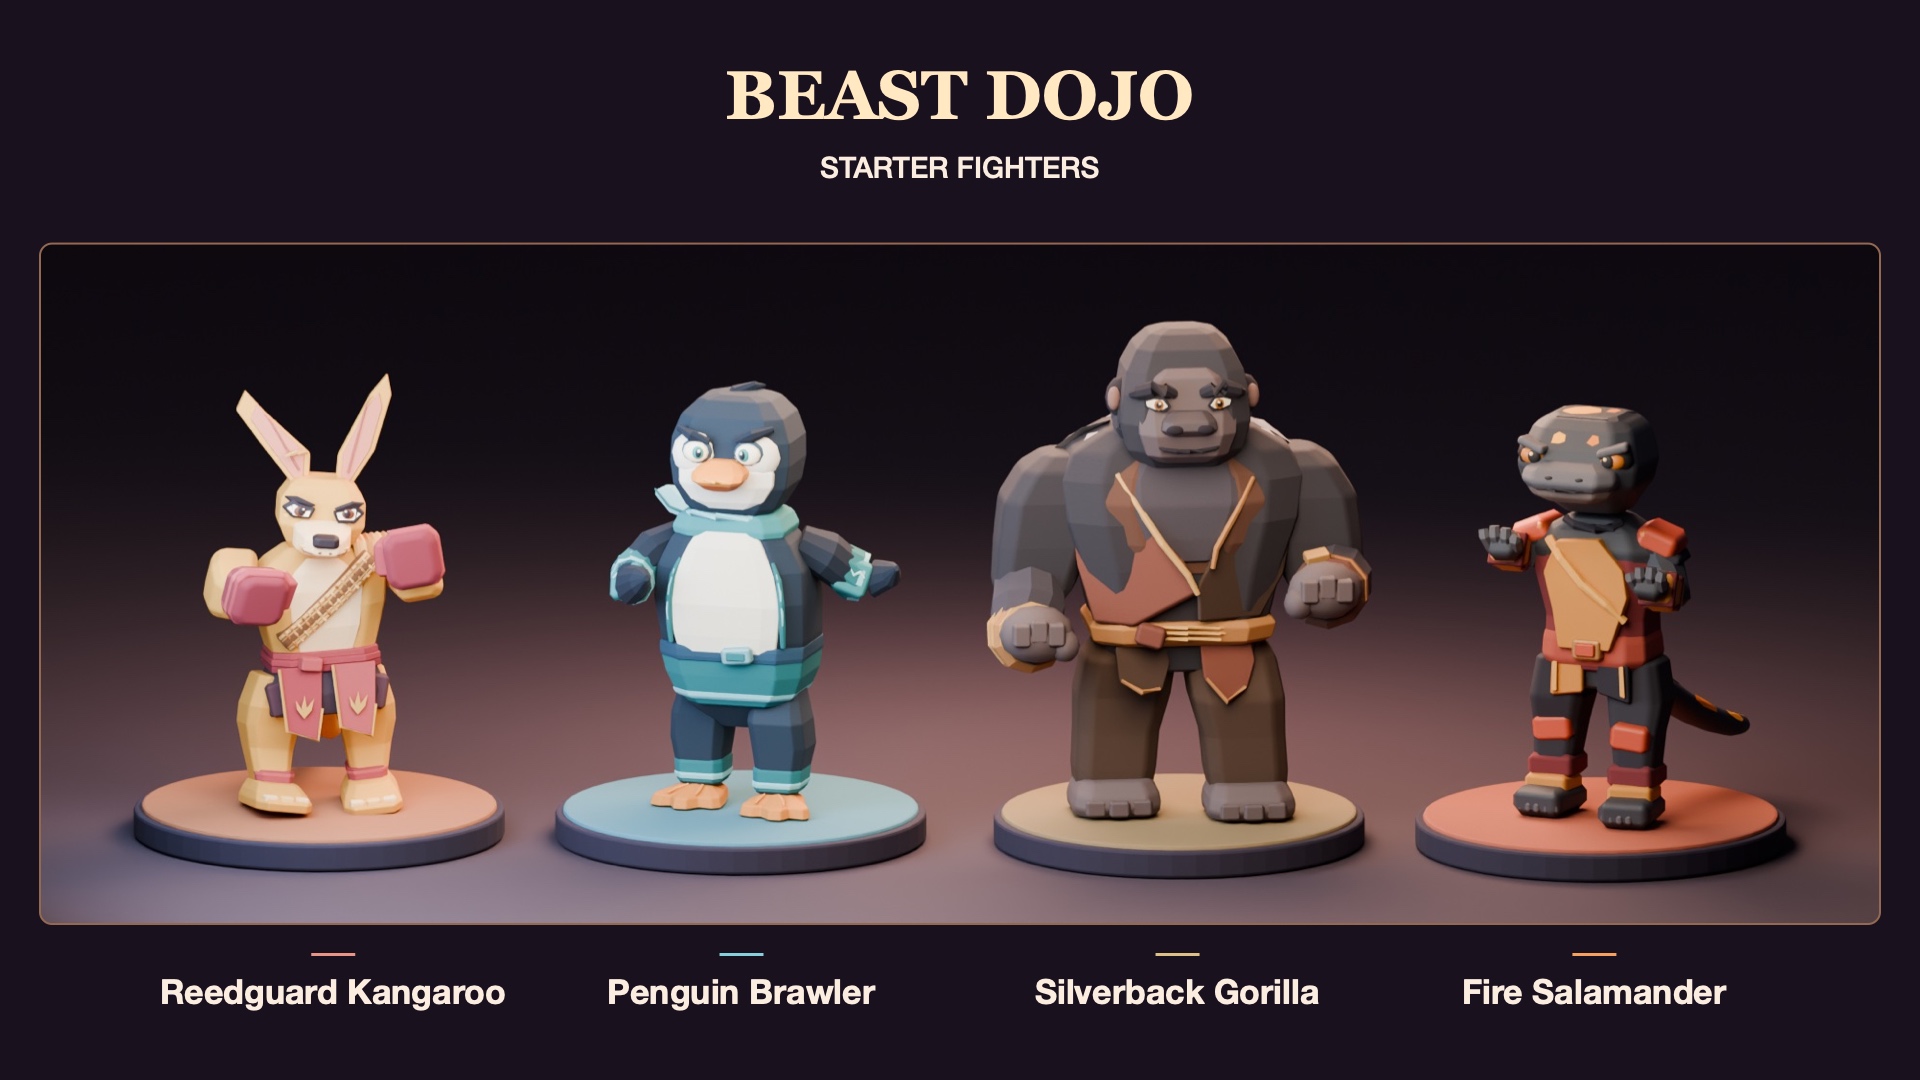 BEAST DOJO
STARTER FIGHTERS
Reedguard Kangaroo
Penguin Brawler
Silverback Gorilla
Fire Salamander